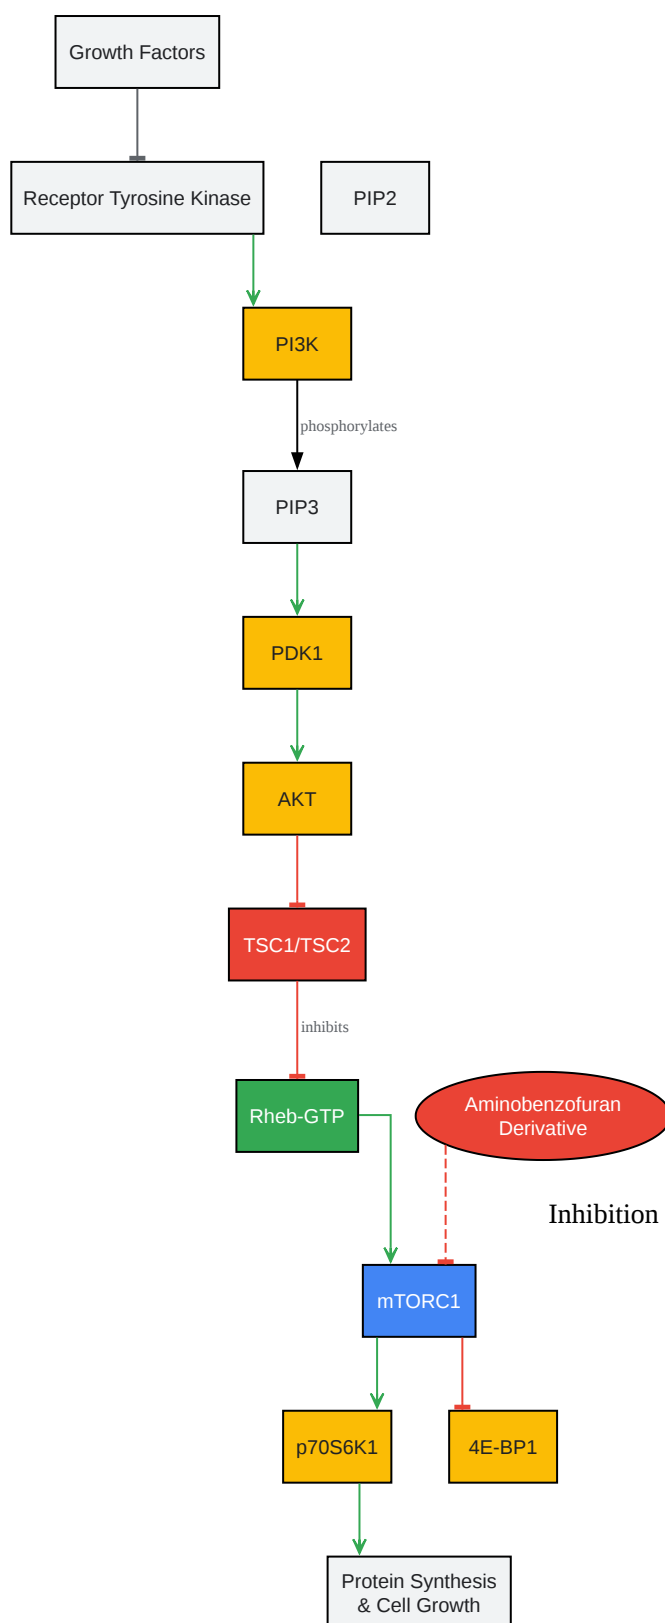 Growth Factors
Receptor Tyrosine Kinase
PIP2
PI3K
phosphorylates
PIP3
PDK1
AKT
TSC1/TSC2
inhibits
Rheb-GTP
Aminobenzofuran
Derivative
Inhibition
mTORC1
p70S6K1
4E-BP1
Protein Synthesis
& Cell Growth